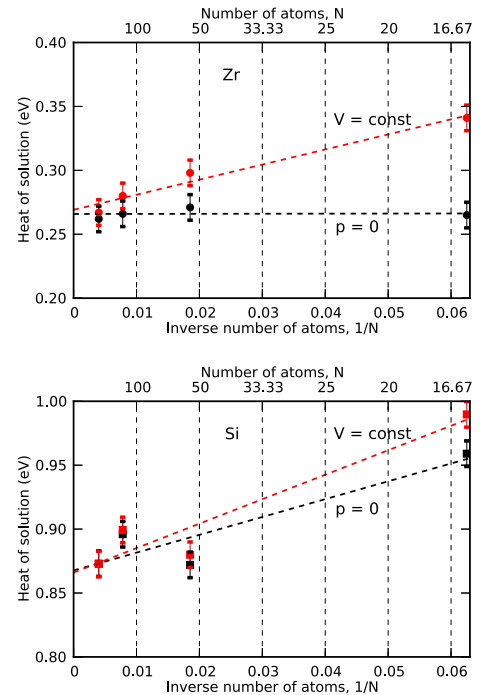 Number of atoms, N
100 50 33.33 25 20 16.67
0.40
Zr
0.35
V = const
Heat of solution (eV)
0.30
0.25
p = 0
0.20
0 0.01 0.02 0.03 0.04 0.05 0.06
Inverse number of atoms, 1/N
Number of atoms, N
100 50 33.33 25 20 16.67
1.00
Si
V = const
0.95
Heat of solution (eV)
p = 0
0.90
0.85
0.80
0 0.01 0.02 0.03 0.04 0.05 0.06
Inverse number of atoms, 1/N